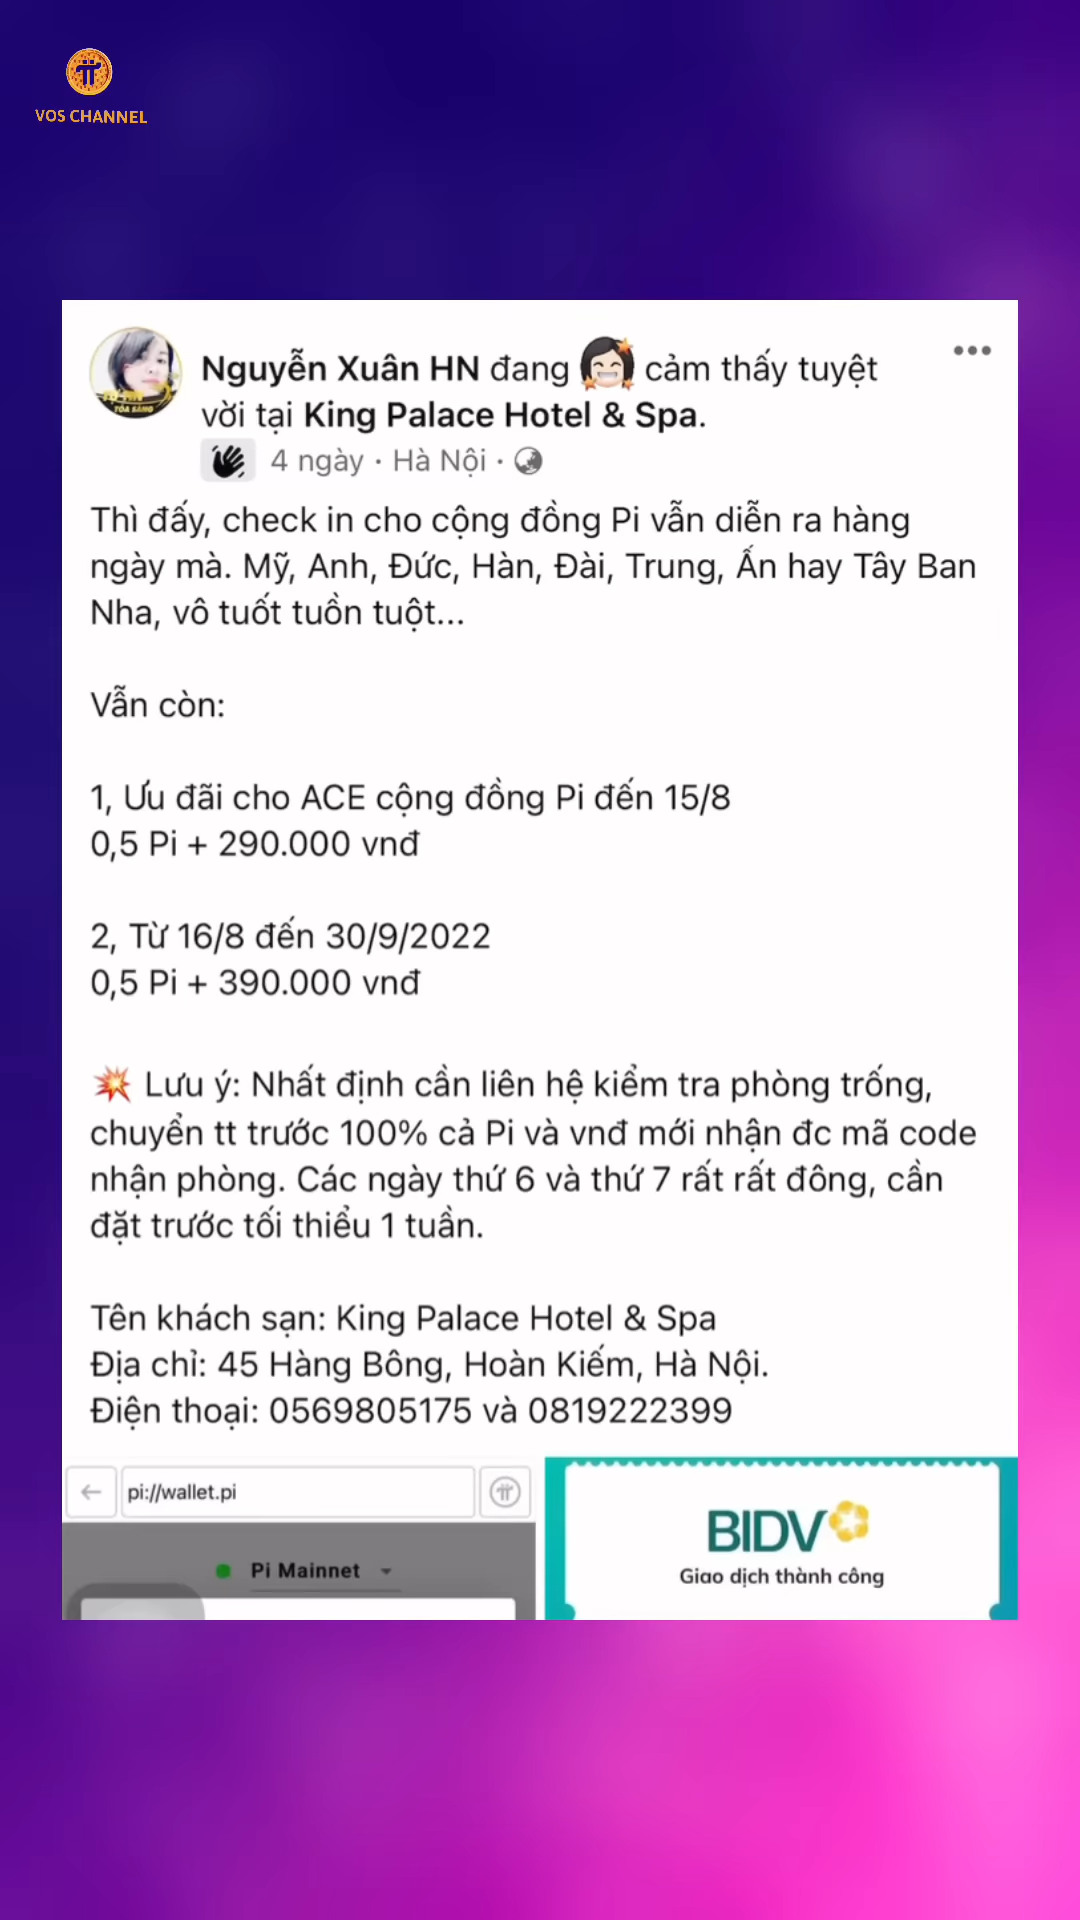 VOS CHANNEL
Nguyễn Xuân HN đang cảm thấy tuyệt
vời tại King Palace Hotel & Spa.
4 ngày · Hà Nội ·
Thì đấy, check in cho cộng đồng Pi vẫn diễn ra hàng
ngày mà. Mỹ, Anh, Đức, Hàn, Đài, Trung, Ấn hay Tây Ban
Nha, vô tuốt tuồn tuột...
Vẫn còn:
1, Ưu đãi cho ACE cộng đồng Pi đến 15/8
0,5 Pi + 290.000 vnđ
2, Từ 16/8 đến 30/9/2022
0,5 Pi + 390.000 vnđ
💥 Lưu ý: Nhất định cần liên hệ kiểm tra phòng trống,
chuyển tt trước 100% cả Pi và vnđ mới nhận đc mã code
nhận phòng. Các ngày thứ 6 và thứ 7 rất rất đông, cần
đặt trước tối thiểu 1 tuần.
Tên khách sạn: King Palace Hotel & Spa
Địa chỉ: 45 Hàng Bông, Hoàn Kiếm, Hà Nội.
Điện thoại: 0569805175 và 0819222399
pi://wallet.pi
Pi Mainnet
BIDV
Giao dịch thành công